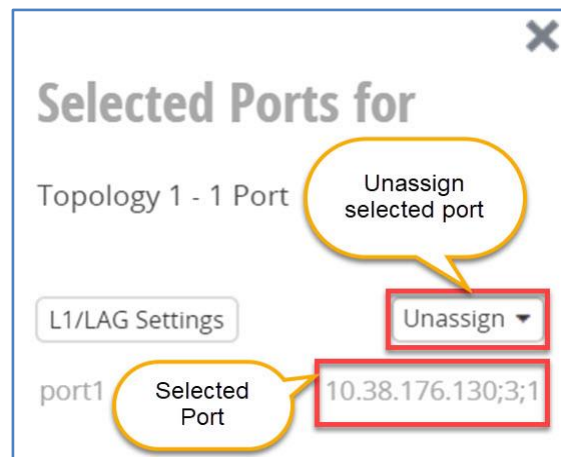 Selected Ports for
Topology 1 - 1 Port
Unassign
selected port
L1/LAG Settings
Unassign
port1
Selected
Port
10.38.176.130;3;1